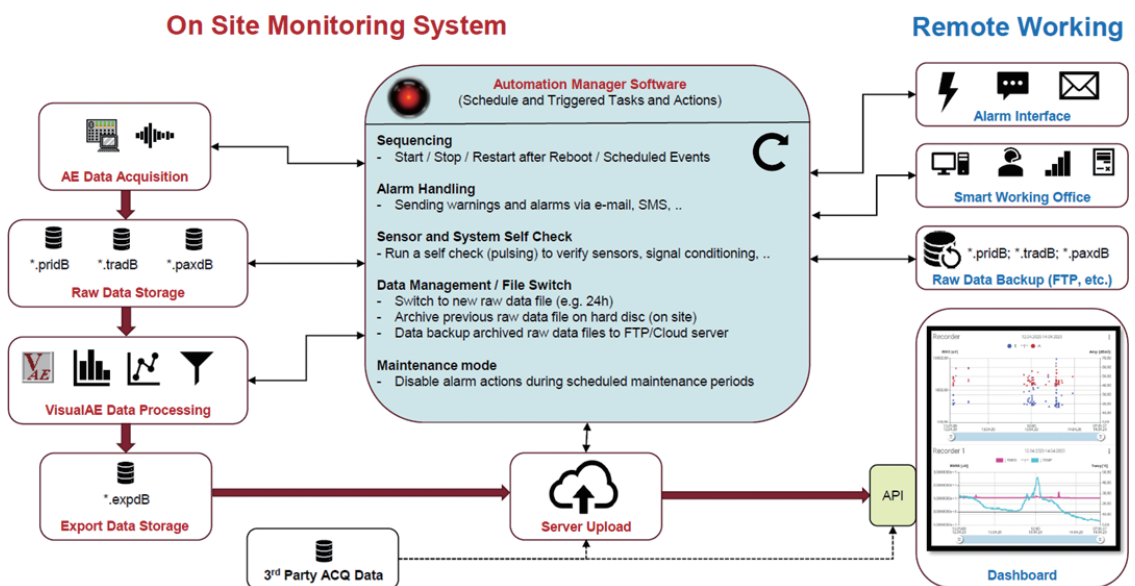 On Site Monitoring System
Remote Working
Automation Manager Software
(Schedule and Triggered Tasks and Actions)
Sequencing
- Start / Stop / Restart after Reboot / Scheduled Events
Alarm Handling
- Sending warnings and alarms via e-mail, SMS, ..
Sensor and System Self Check
- Run a self check (pulsing) to verify sensors, signal conditioning, ..
Data Management / File Switch
- Switch to new raw data file (e.g. 24h)
- Archive previous raw data file on hard disc (on site)
- Data backup archived raw data files to FTP/Cloud server
Maintenance mode
- Disable alarm actions during scheduled maintenance periods
AE Data Acquisition
*.pridB
*.tradB
*.paxdB
Raw Data Storage
V
AE
VisualAE Data Processing
*.expdB
Export Data Storage
3rd Party ACQ Data
Server Upload
API
Alarm Interface
Smart Working Office
*.pridB; *.tradB; *.paxdB
Raw Data Backup (FTP, etc.)
Recorder
Recorder 1
Dashboard